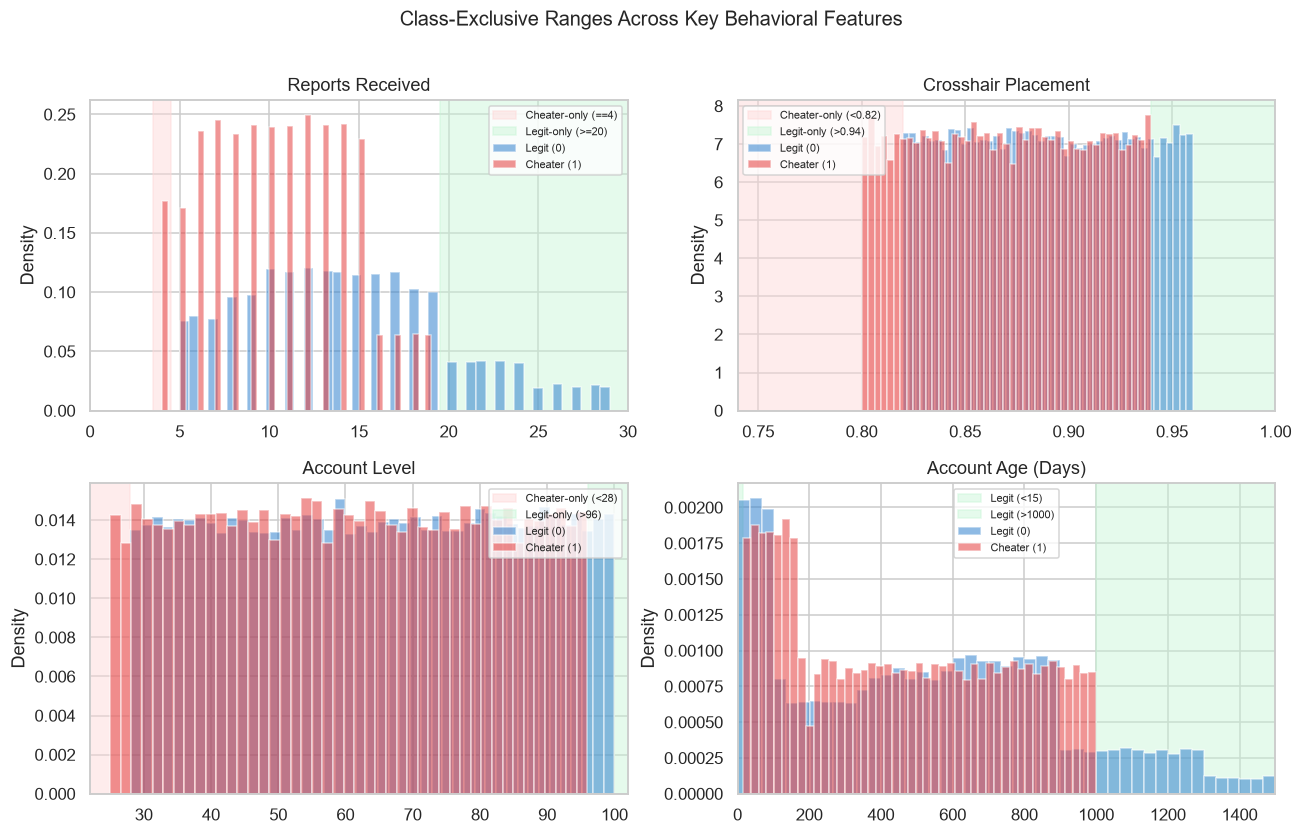 Class-Exclusive Ranges Across Key Behavioral Features
Reports Received
Density
0.25
0.20
0.15
0.10
0.05
0.00
0 5 10 15 20 25 30
Cheater-only (==4)
Legit-only (>=20)
Legit (0)
Cheater (1)
Crosshair Placement
Density
8
7
6
5
4
3
2
1
0
0.75 0.80 0.85 0.90 0.95 1.00
Cheater-only (<0.82)
Legit-only (>0.94)
Legit (0)
Cheater (1)
Account Level
Density
0.014
0.012
0.010
0.008
0.006
0.004
0.002
0.000
30 40 50 60 70 80 90 100
Cheater-only (<28)
Legit-only (>96)
Legit (0)
Cheater (1)
Account Age (Days)
Density
0.00200
0.00175
0.00150
0.00125
0.00100
0.00075
0.00050
0.00025
0.00000
0 200 400 600 800 1000 1200 1400
Legit (<15)
Legit (>1000)
Legit (0)
Cheater (1)